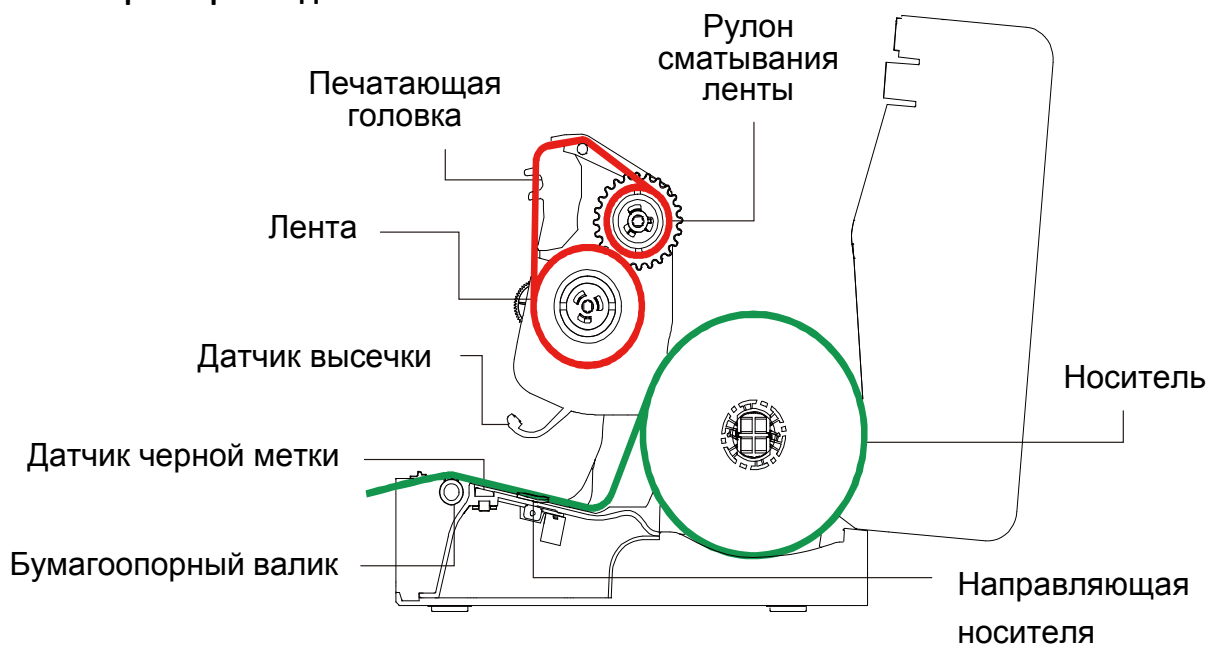 Рулон
сматывания
ленты
Печатающая
головка
Лента
Датчик высечки
Носитель
Датчик черной метки
Бумагоопорный валик
Направляющая
носителя